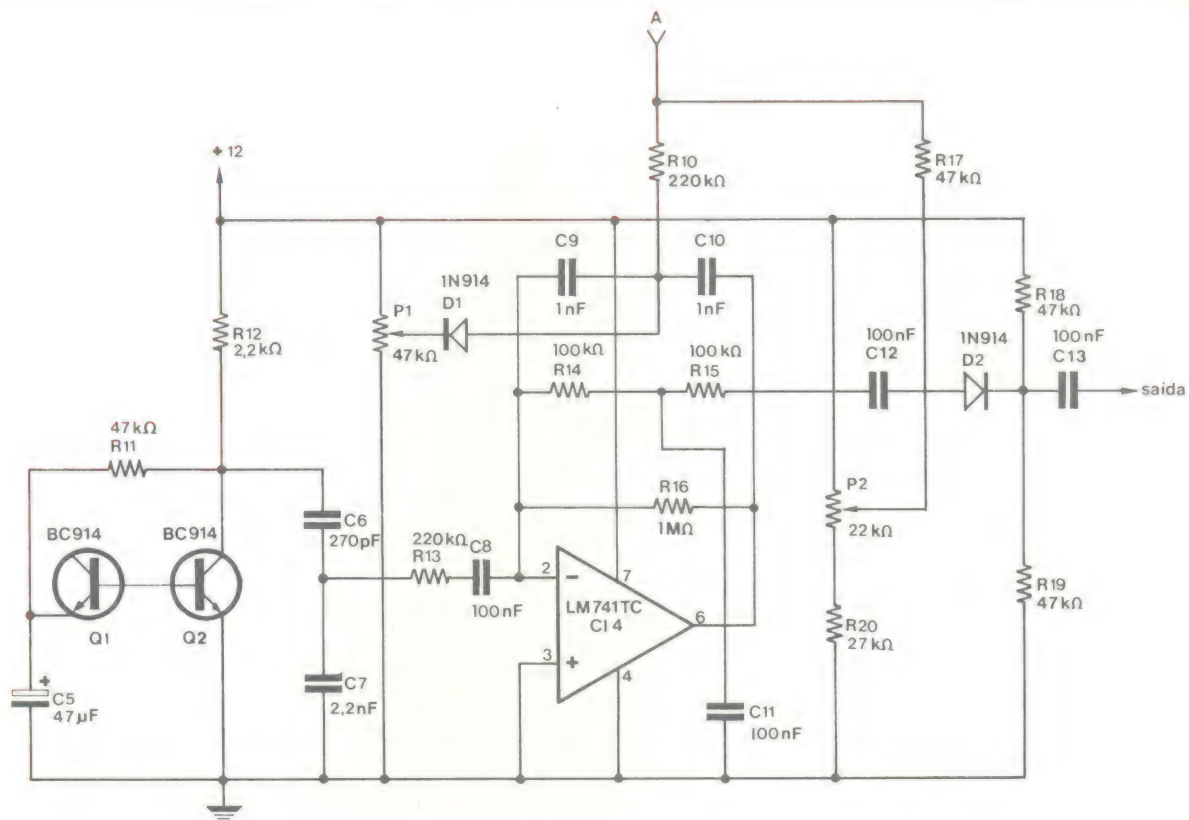 A
+ 12
R10
220kΩ
R17
47kΩ
C9
1nF
C10
1nF
1N914
D1
P1
47kΩ
R12
2,2kΩ
R18
47kΩ
100nF
C12
1N914
D2
100nF
C13
saída
100kΩ
R14
100kΩ
R15
47kΩ
R11
BC914
Q1
BC914
Q2
C6
270pF
220kΩ
R13
C8
100nF
R16
1MΩ
P2
22kΩ
2
−
7
LM741TC
CI 4
6
3
+
4
R19
47kΩ
R20
27kΩ
+
C5
47µF
C7
2,2nF
C11
100nF